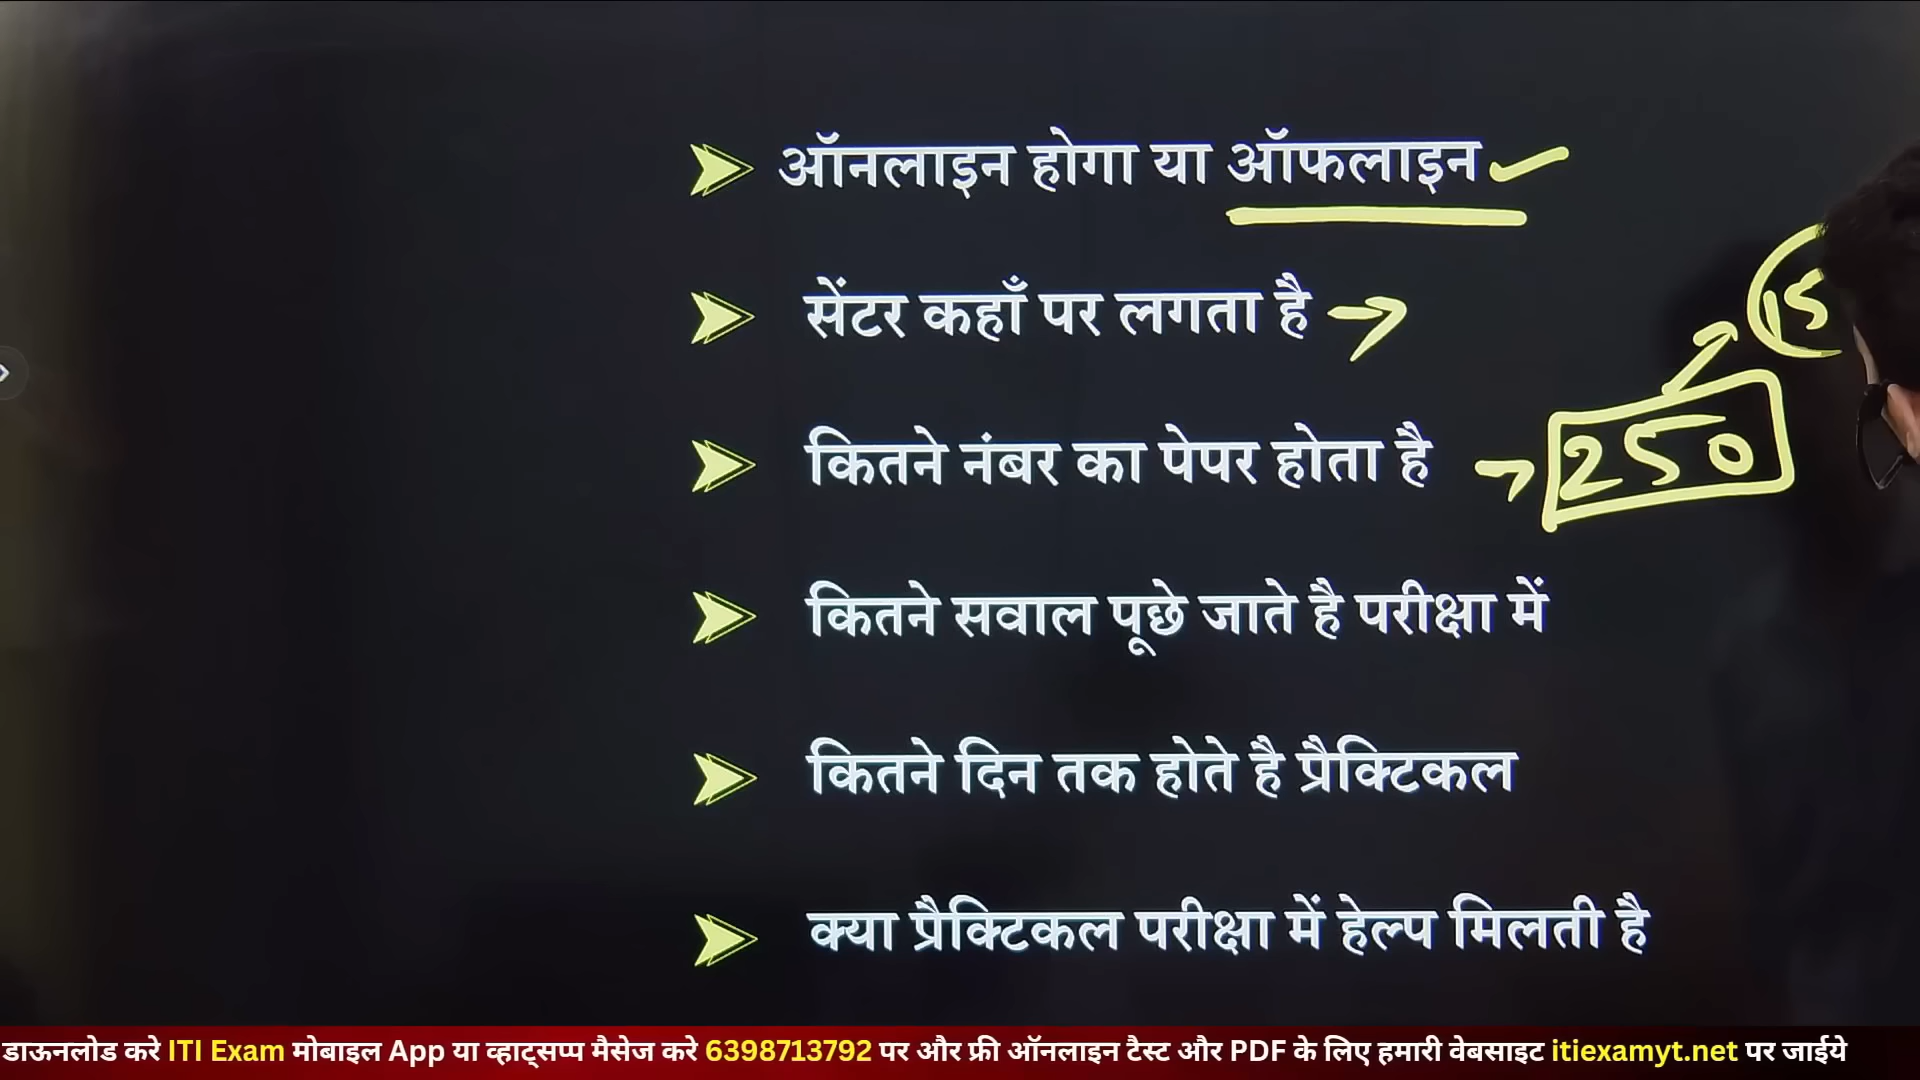 ऑनलाइन होगा या ऑफलाइन
सेंटर कहाँ पर लगता है
कितने नंबर का पेपर होता है
250
कितने सवाल पूछे जाते है परीक्षा में
कितने दिन तक होते है प्रैक्टिकल
क्या प्रैक्टिकल परीक्षा में हेल्प मिलती है
डाऊनलोड करे ITI Exam मोबाइल App या व्हाट्सप्प मैसेज करे 6398713792 पर और फ्री ऑनलाइन टैस्ट और PDF के लिए हमारी वेबसाइट itiexamyt.net पर जाईये